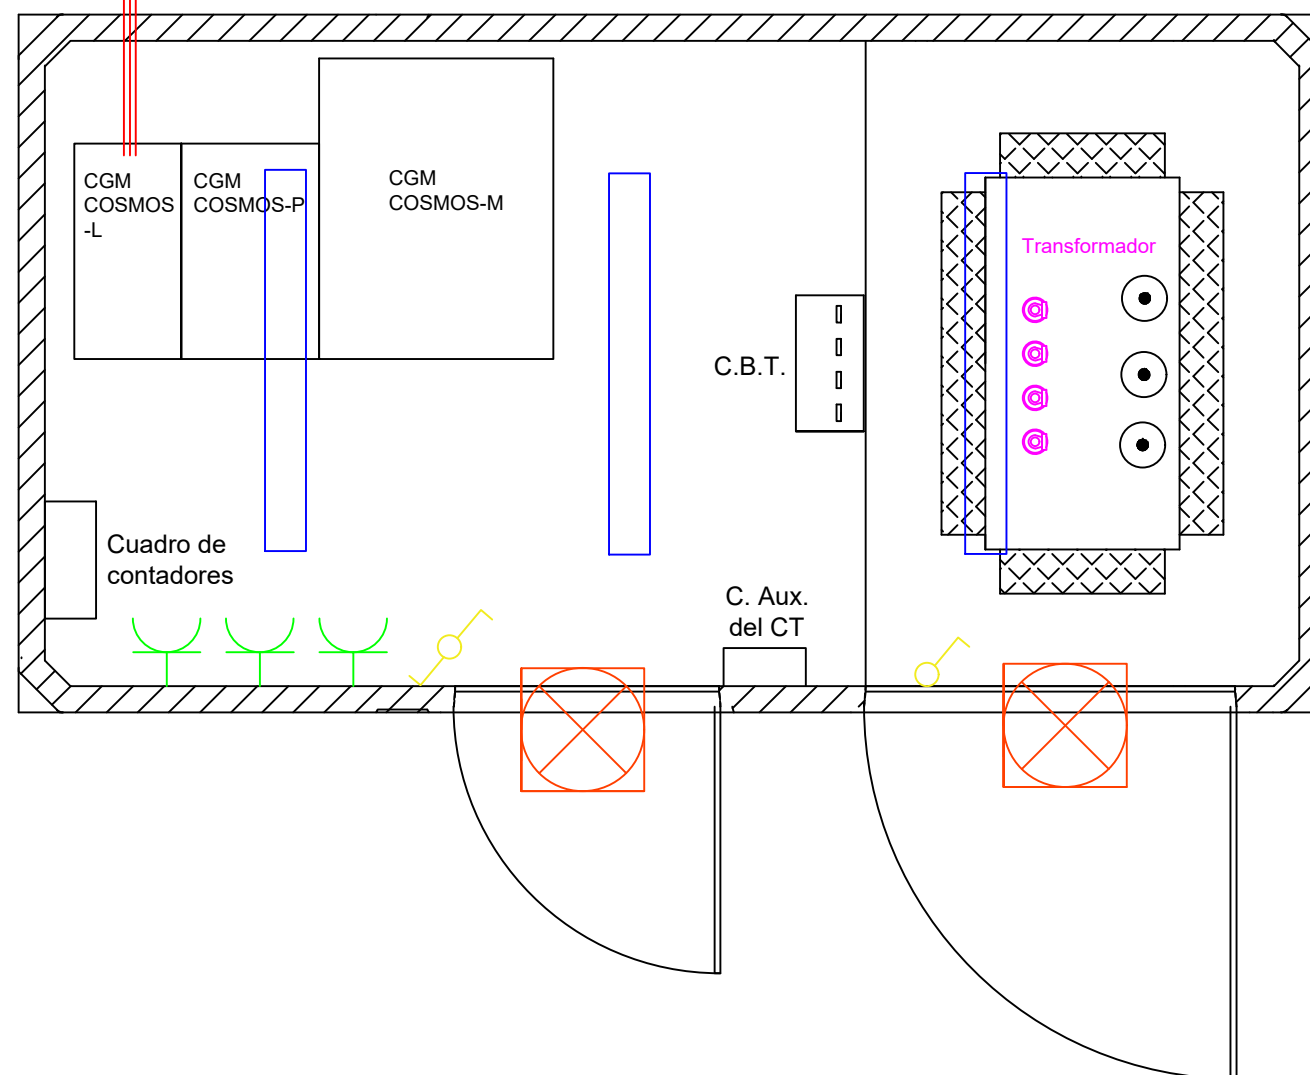 CGM
COSMOS
-L
CGM
COSMOS-P
CGM
COSMOS-M
Transformador
C.B.T.
Cuadro de
contadores
C. Aux.
del CT